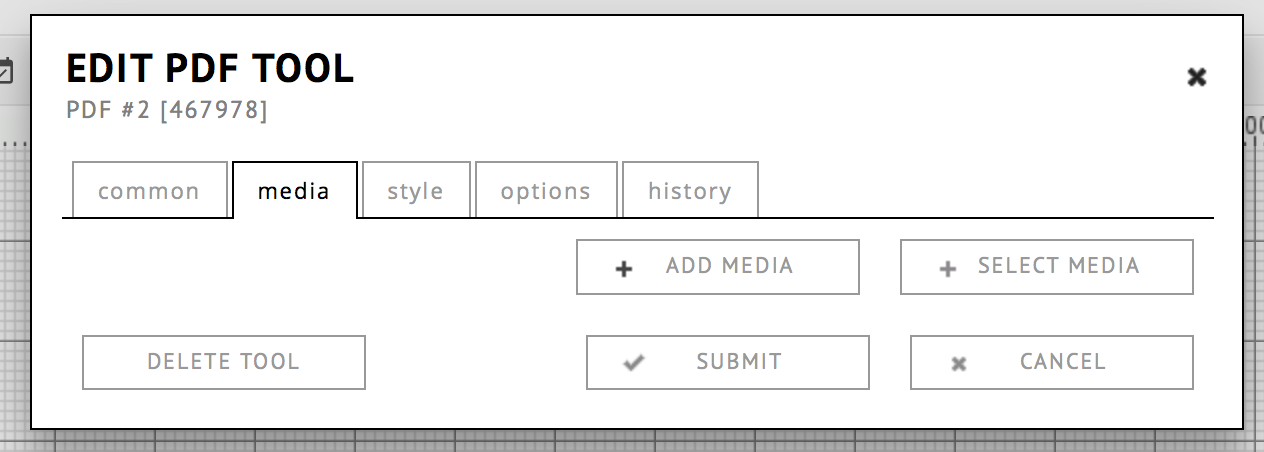 EDIT PDF TOOL
PDF #2 [467978]
common media style options history
ADD MEDIA SELECT MEDIA
DELETE TOOL SUBMIT CANCEL